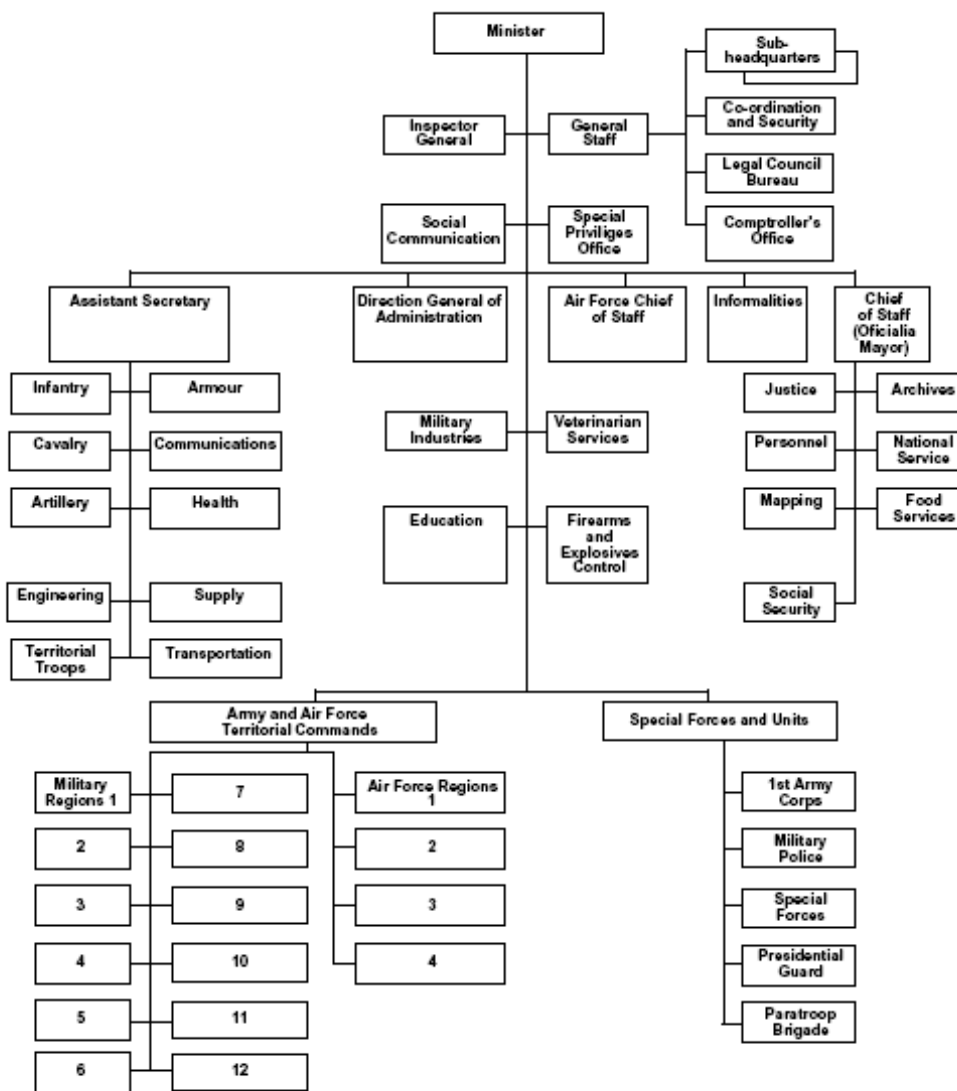 Minister
Sub-
headquarters
Co-ordination
and Security
Inspector
General
General
Staff
Legal Council
Bureau
Social
Communication
Special
Priviliges
Office
Comptroller's
Office
Assistant Secretary
Direction General of
Administration
Air Force Chief
of Staff
Informalities
Chief
of Staff
(Oficialia
Mayor)
Infantry
Armour
Cavalry
Communications
Artillery
Health
Engineering
Supply
Territorial
Troops
Transportation
Military
Industries
Veterinarian
Services
Education
Firearms
and
Explosives
Control
Justice
Archives
Personnel
National
Service
Mapping
Food
Services
Social
Security
Army and Air Force
Territorial Commands
Special Forces and Units
Military
Regions 1
7
2
8
3
9
4
10
5
11
6
12
Air Force Regions
1
2
3
4
1st Army
Corps
Military
Police
Special
Forces
Presidential
Guard
Paratroop
Brigade